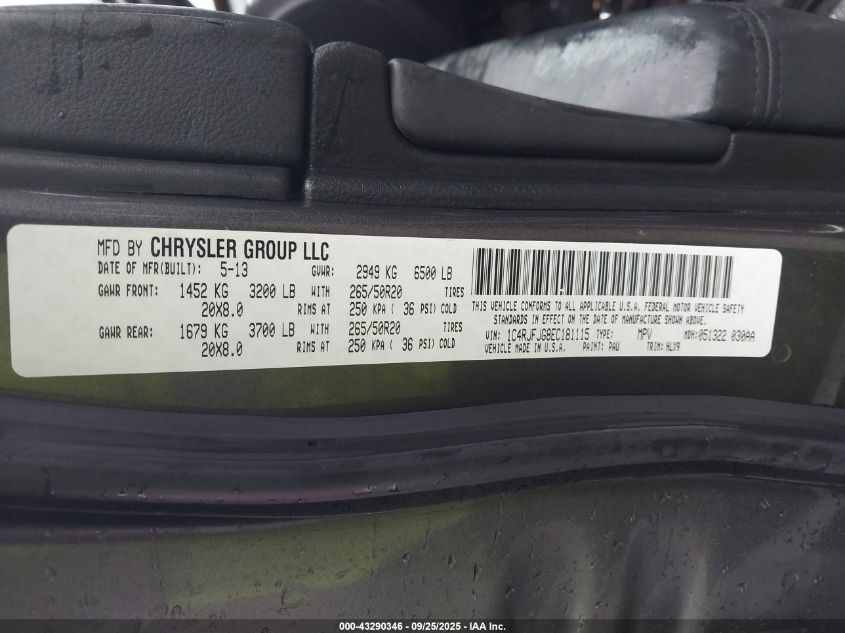 MFD BY CHRYSLER GROUP LLC
DATE OF MFR(BUILT): 5-13 GVWR: 2949 KG 6500 LB
GAWR FRONT: 1452 KG 3200 LB WITH 265/50R20 TIRES
20X8.0 RIMS AT 250 KPA ( 36 PSI) COLD
GAWR REAR: 1679 KG 3700 LB WITH 265/50R20 TIRES
20X8.0 RIMS AT 250 KPA ( 36 PSI) COLD
THIS VEHICLE CONFORMS TO ALL APPLICABLE U.S.A. FEDERAL MOTOR VEHICLE SAFETY
STANDARDS IN EFFECT ON THE DATE OF MANUFACTURE SHOWN ABOVE.
VIN: 1C4RJFJG8EC181115 TYPE: MPV MDH:051322 030AA
VEHICLE MADE IN U.S.A. PAINT: PAU TRIM: HLX9
000-43290346 - 09/25/2025 - IAA Inc.